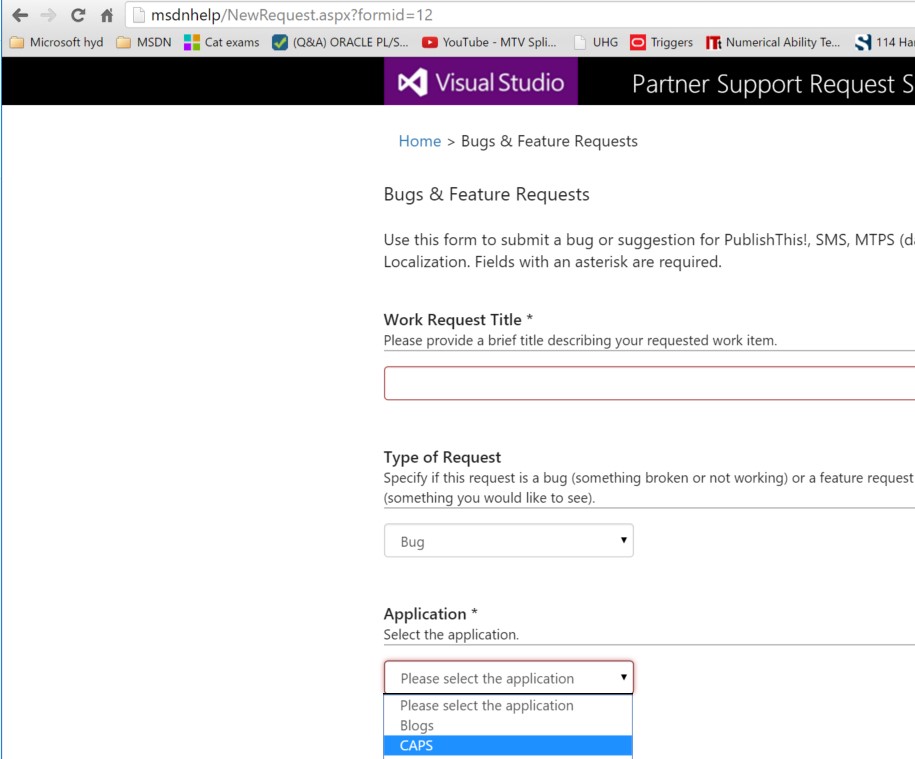 msdnhelp/NewRequest.aspx?formid=12
Microsoft hyd MSDN Cat exams (Q&A) ORACLE PL/S... YouTube - MTV Spli... UHG Triggers Numerical Ability Te... 114 Har
Visual Studio Partner Support Request S
Home > Bugs & Feature Requests
Bugs & Feature Requests
Use this form to submit a bug or suggestion for PublishThis!, SMS, MTPS (da
Localization. Fields with an asterisk are required.
Work Request Title *
Please provide a brief title describing your requested work item.
Type of Request
Specify if this request is a bug (something broken or not working) or a feature request
(something you would like to see).
Bug
Application *
Select the application.
Please select the application
Please select the application
Blogs
CAPS